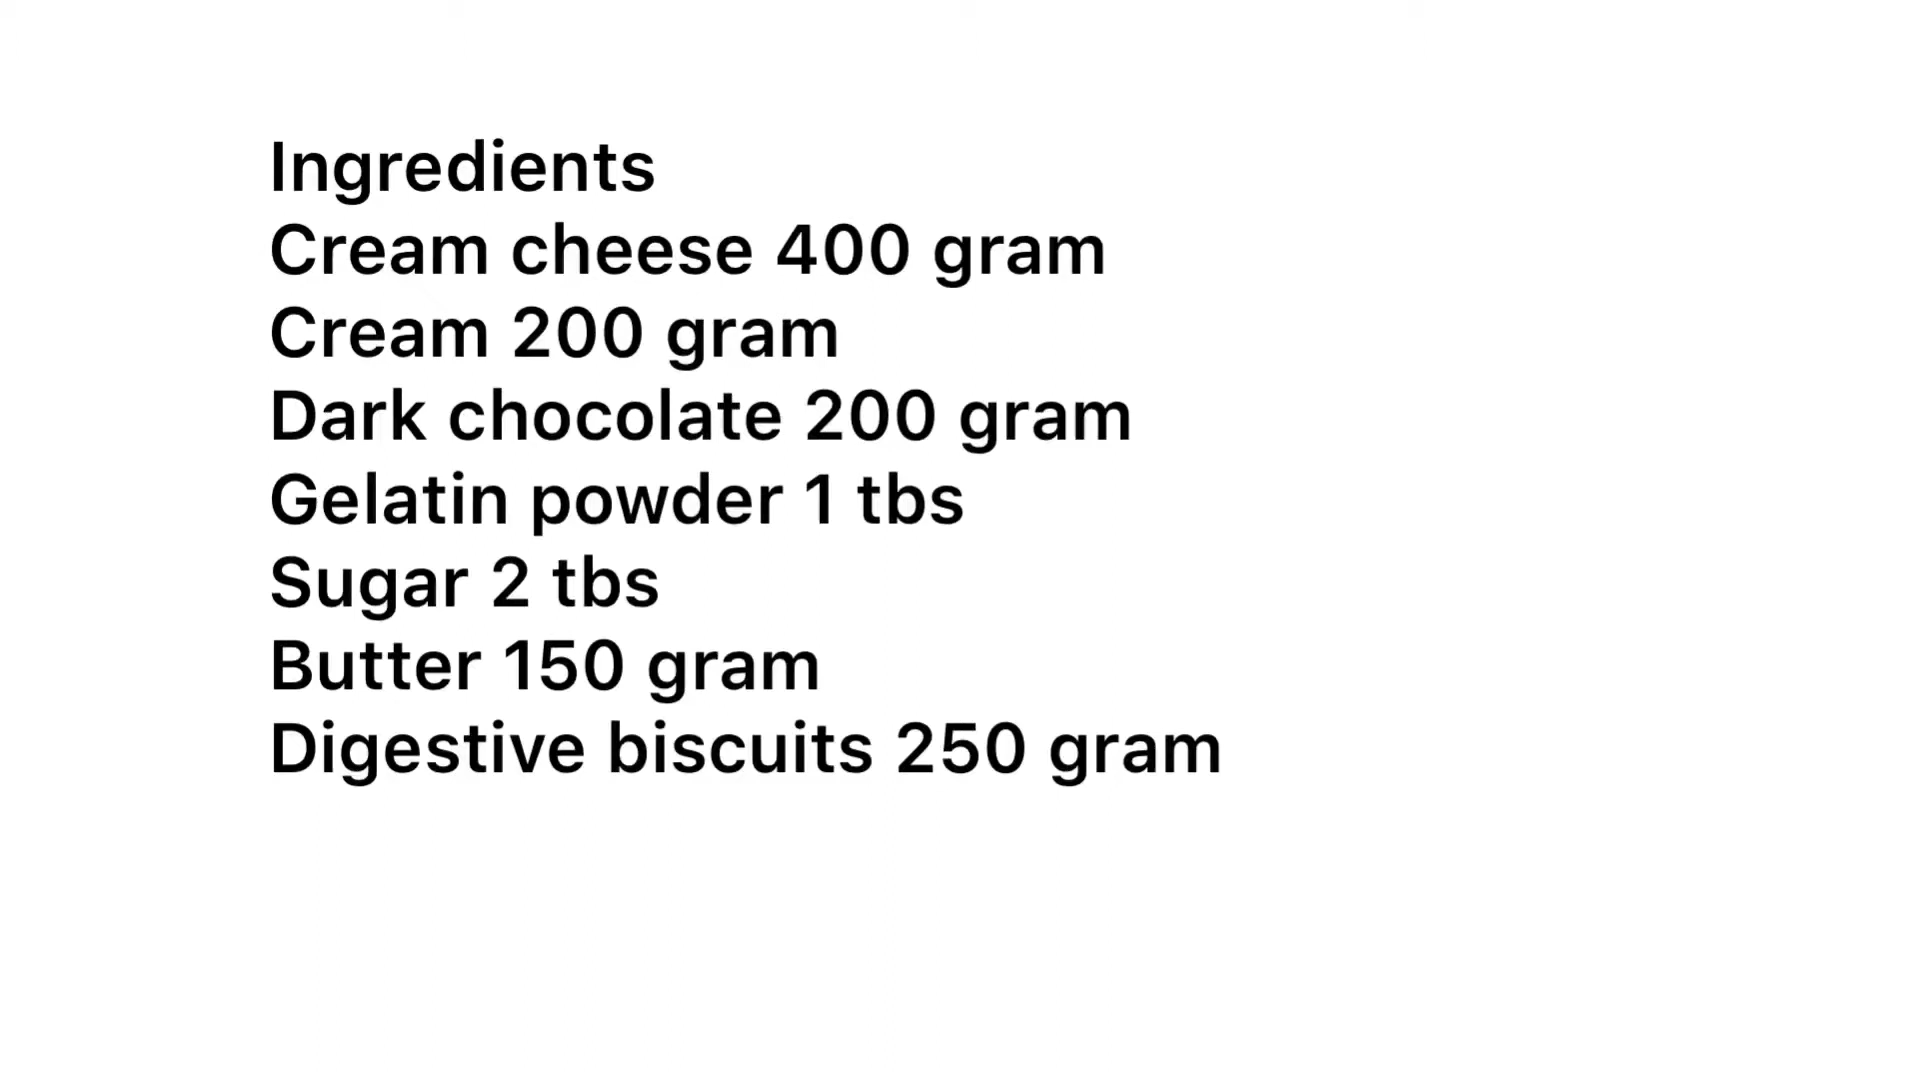 Ingredients
Cream cheese 400 gram
Cream 200 gram
Dark chocolate 200 gram
Gelatin powder 1 tbs
Sugar 2 tbs
Butter 150 gram
Digestive biscuits 250 gram